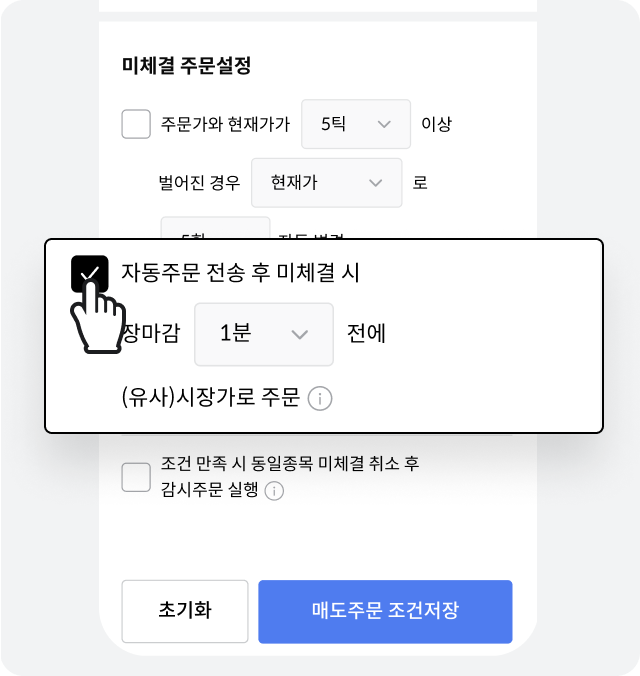 미체결 주문설정
주문가와 현재가가 5틱 이상
벌어진 경우 현재가 로
자동주문 전송 후 미체결 시
장마감 1분 전에
(유사)시장가로 주문
조건 만족 시 동일종목 미체결 취소 후
감시주문 실행
초기화 매도주문 조건저장